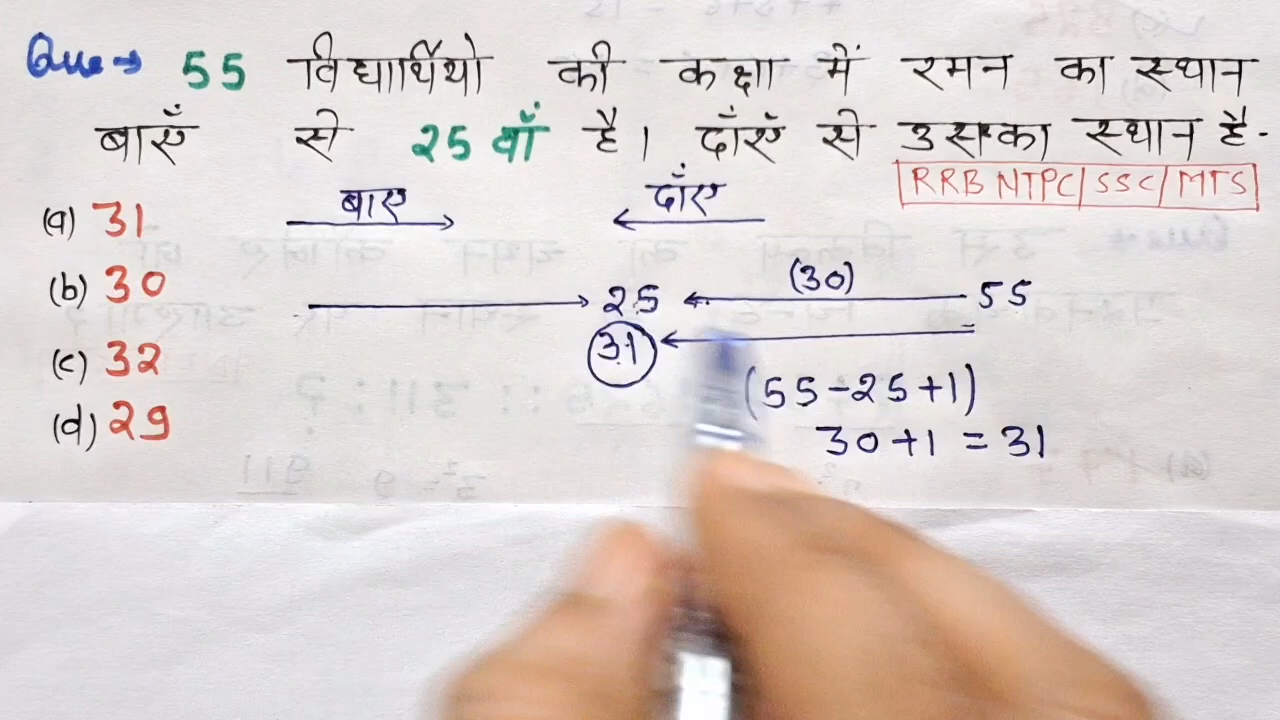 Que→ 55 विद्यार्थियो की कक्षा में रमन का स्थान
बाएँ से 25 वाँ है। दाँएँ से उसका स्थान है-
RRB NTPC/SSC/MTS
बाए दाँए
(a) 31
(b) 30
(c) 32
(d) 29
(30)
25 55
31
(55-25+1)
30+1 = 31